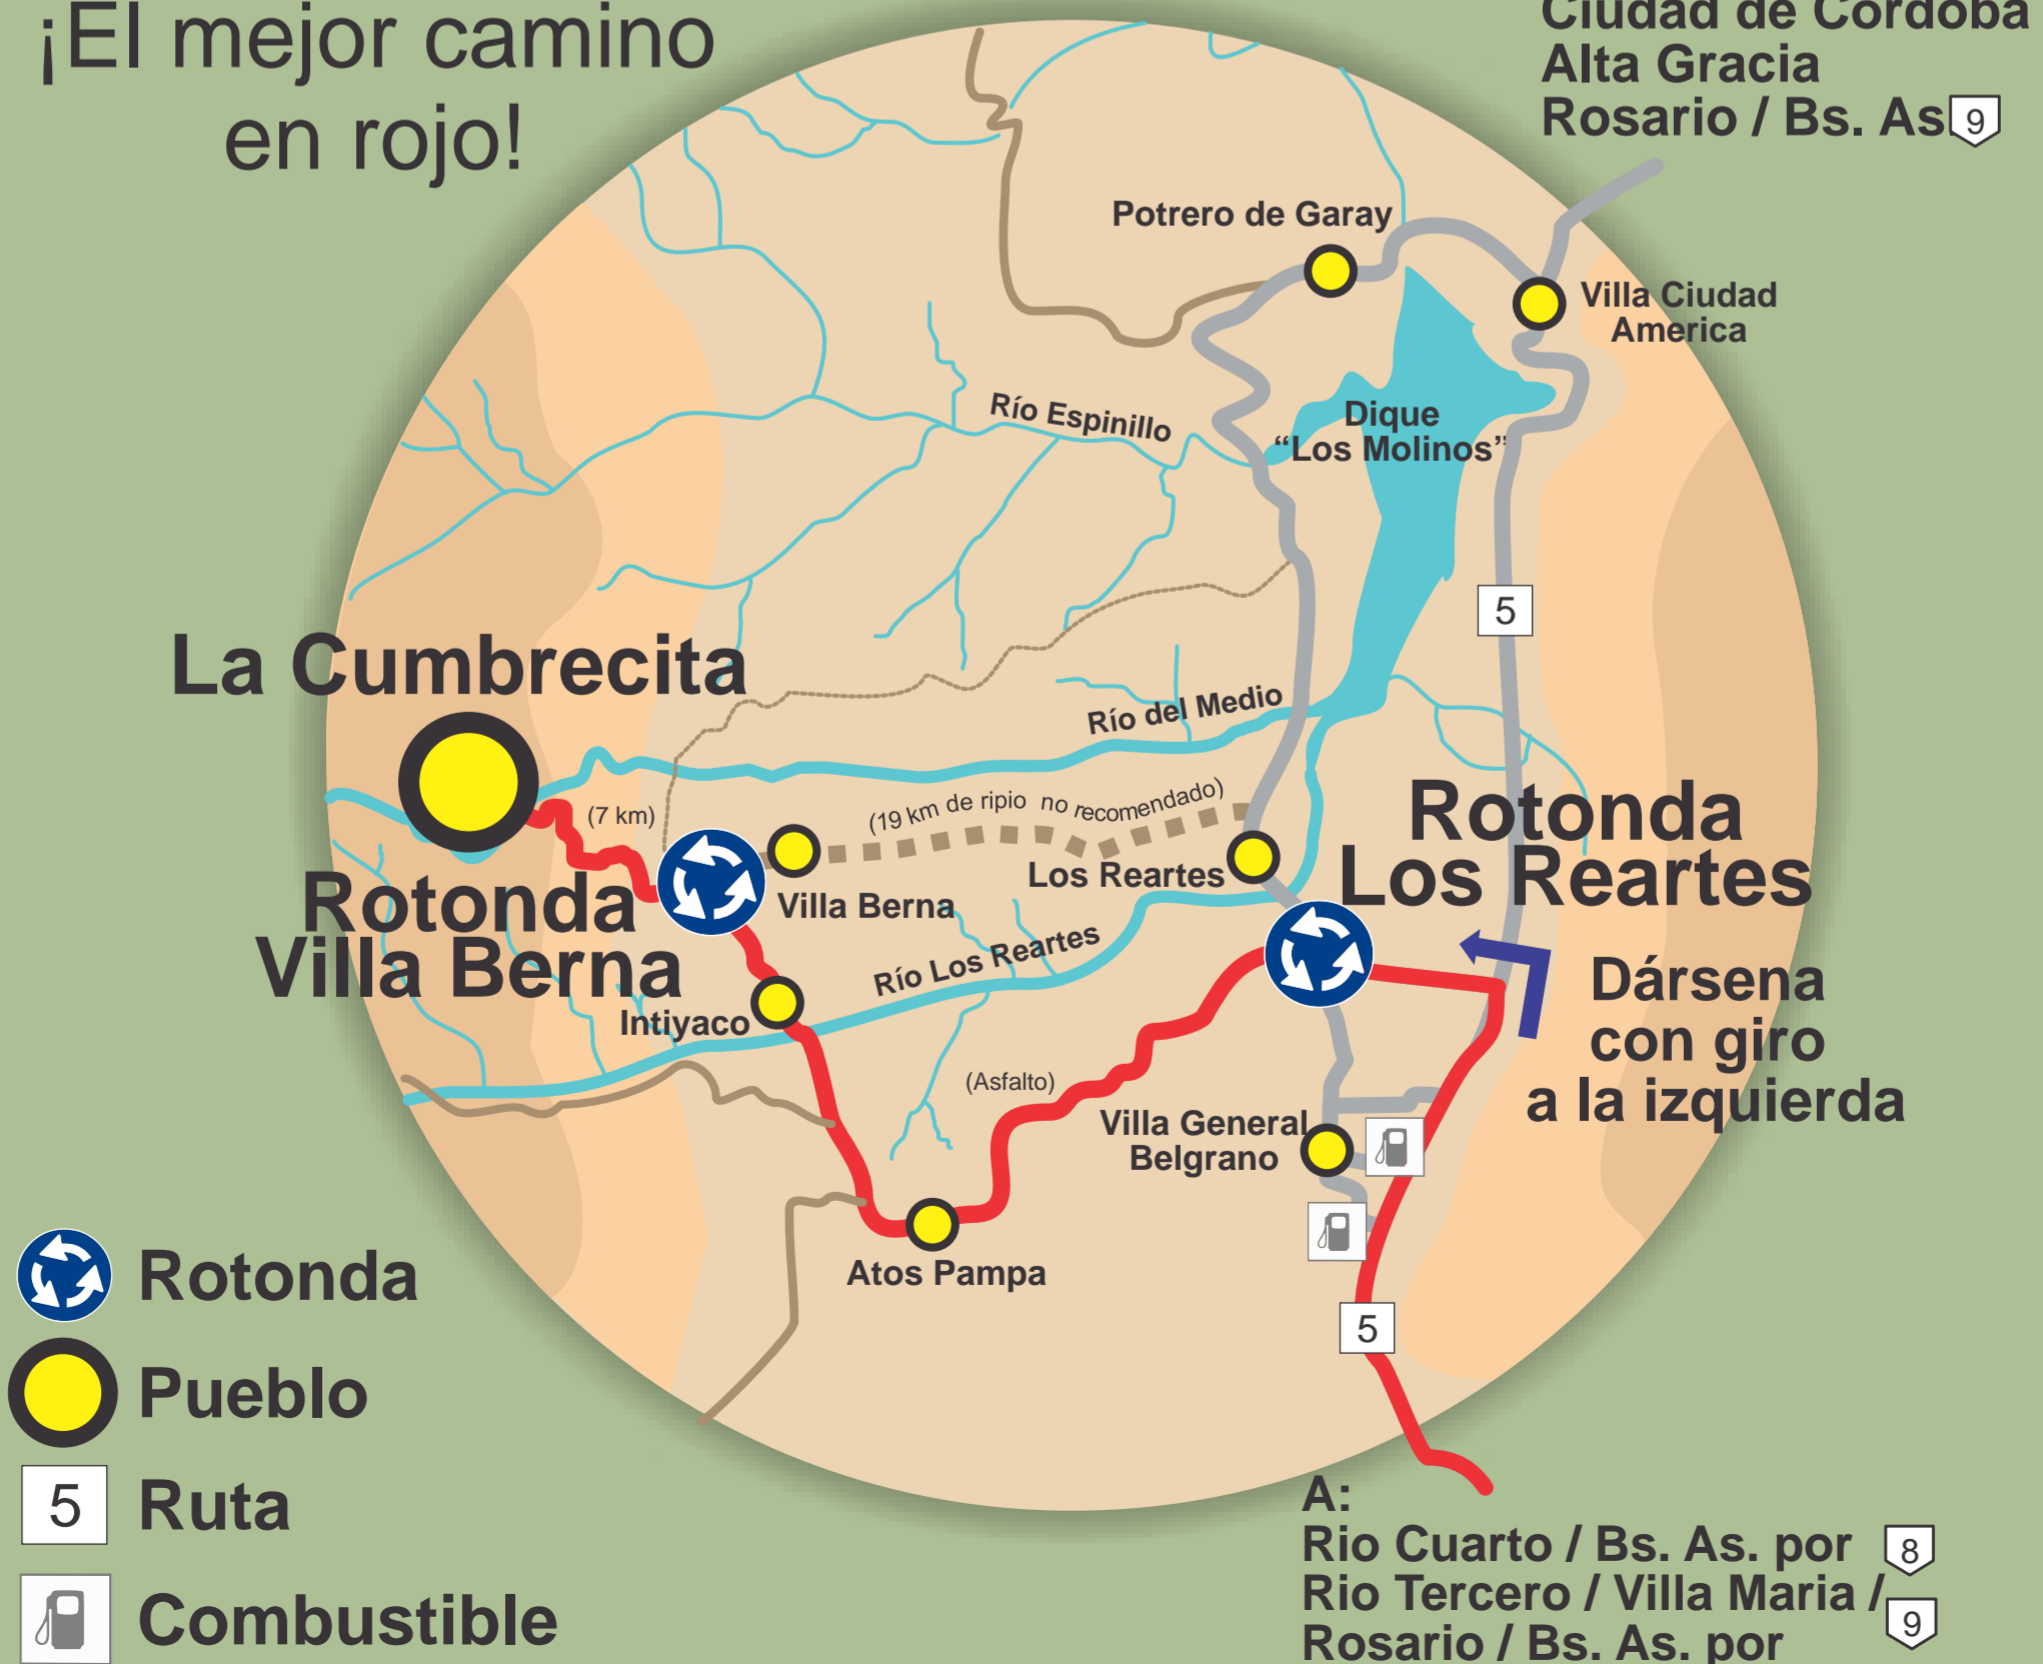 ¡El mejor camino
en rojo!
Ciudad de Cordoba
Alta Gracia
Rosario / Bs. As.
9
Potrero de Garay
Villa Ciudad
America
Río Espinillo
Dique
“Los Molinos”
5
La Cumbrecita
Río del Medio
(7 km)
(19 km de ripio no recomendado)
Rotonda
Los Reartes
Los Reartes
Rotonda
Villa Berna
Villa Berna
Río Los Reartes
Dársena
con giro
a la izquierda
Intiyaco
(Asfalto)
Villa General
Belgrano
Atos Pampa
5
Rotonda
Pueblo
5 Ruta
Combustible
A:
Rio Cuarto / Bs. As. por 8
Rio Tercero / Villa Maria /
Rosario / Bs. As. por 9